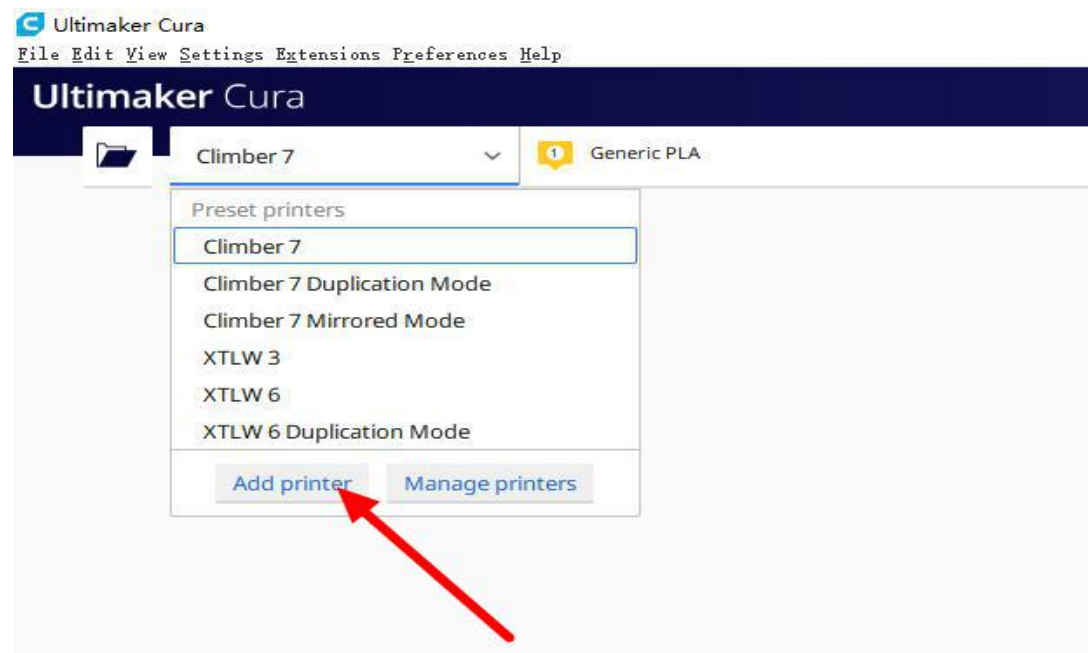 Ultimaker Cura
File Edit View Settings Extensions Preferences Help
Ultimaker Cura
Climber 7
1 Generic PLA
Preset printers
Climber 7
Climber 7 Duplication Mode
Climber 7 Mirrored Mode
XTLW 3
XTLW 6
XTLW 6 Duplication Mode
Add printer Manage printers